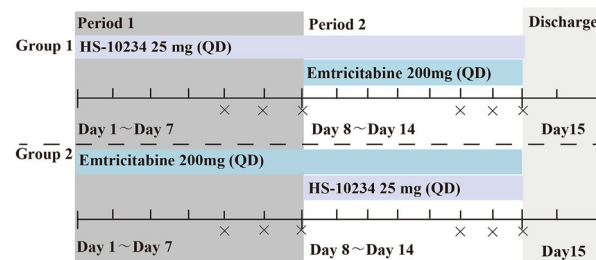 Period 1
Period 2
Discharge
Group 1
HS-10234 25 mg (QD)
Emtricitabine 200mg (QD)
Day 1～Day 7
Day 8～Day 14
Day15
Group 2
Emtricitabine 200mg (QD)
HS-10234 25 mg (QD)
Day 1～Day 7
Day 8～Day 14
Day15